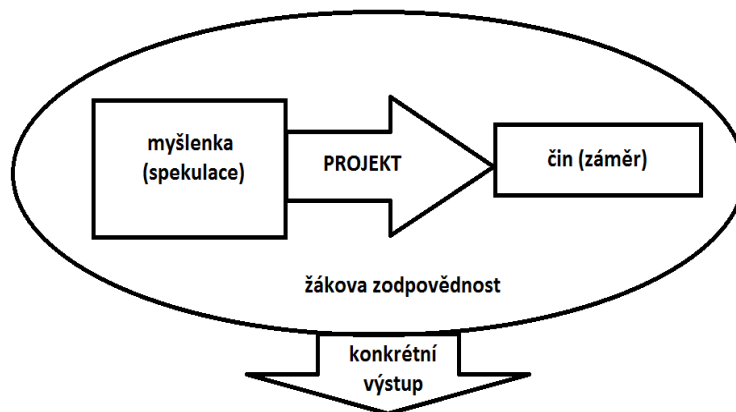 myšlenka
(spekulace)
PROJEKT
čin (záměr)
žákova zodpovědnost
konkrétní
výstup